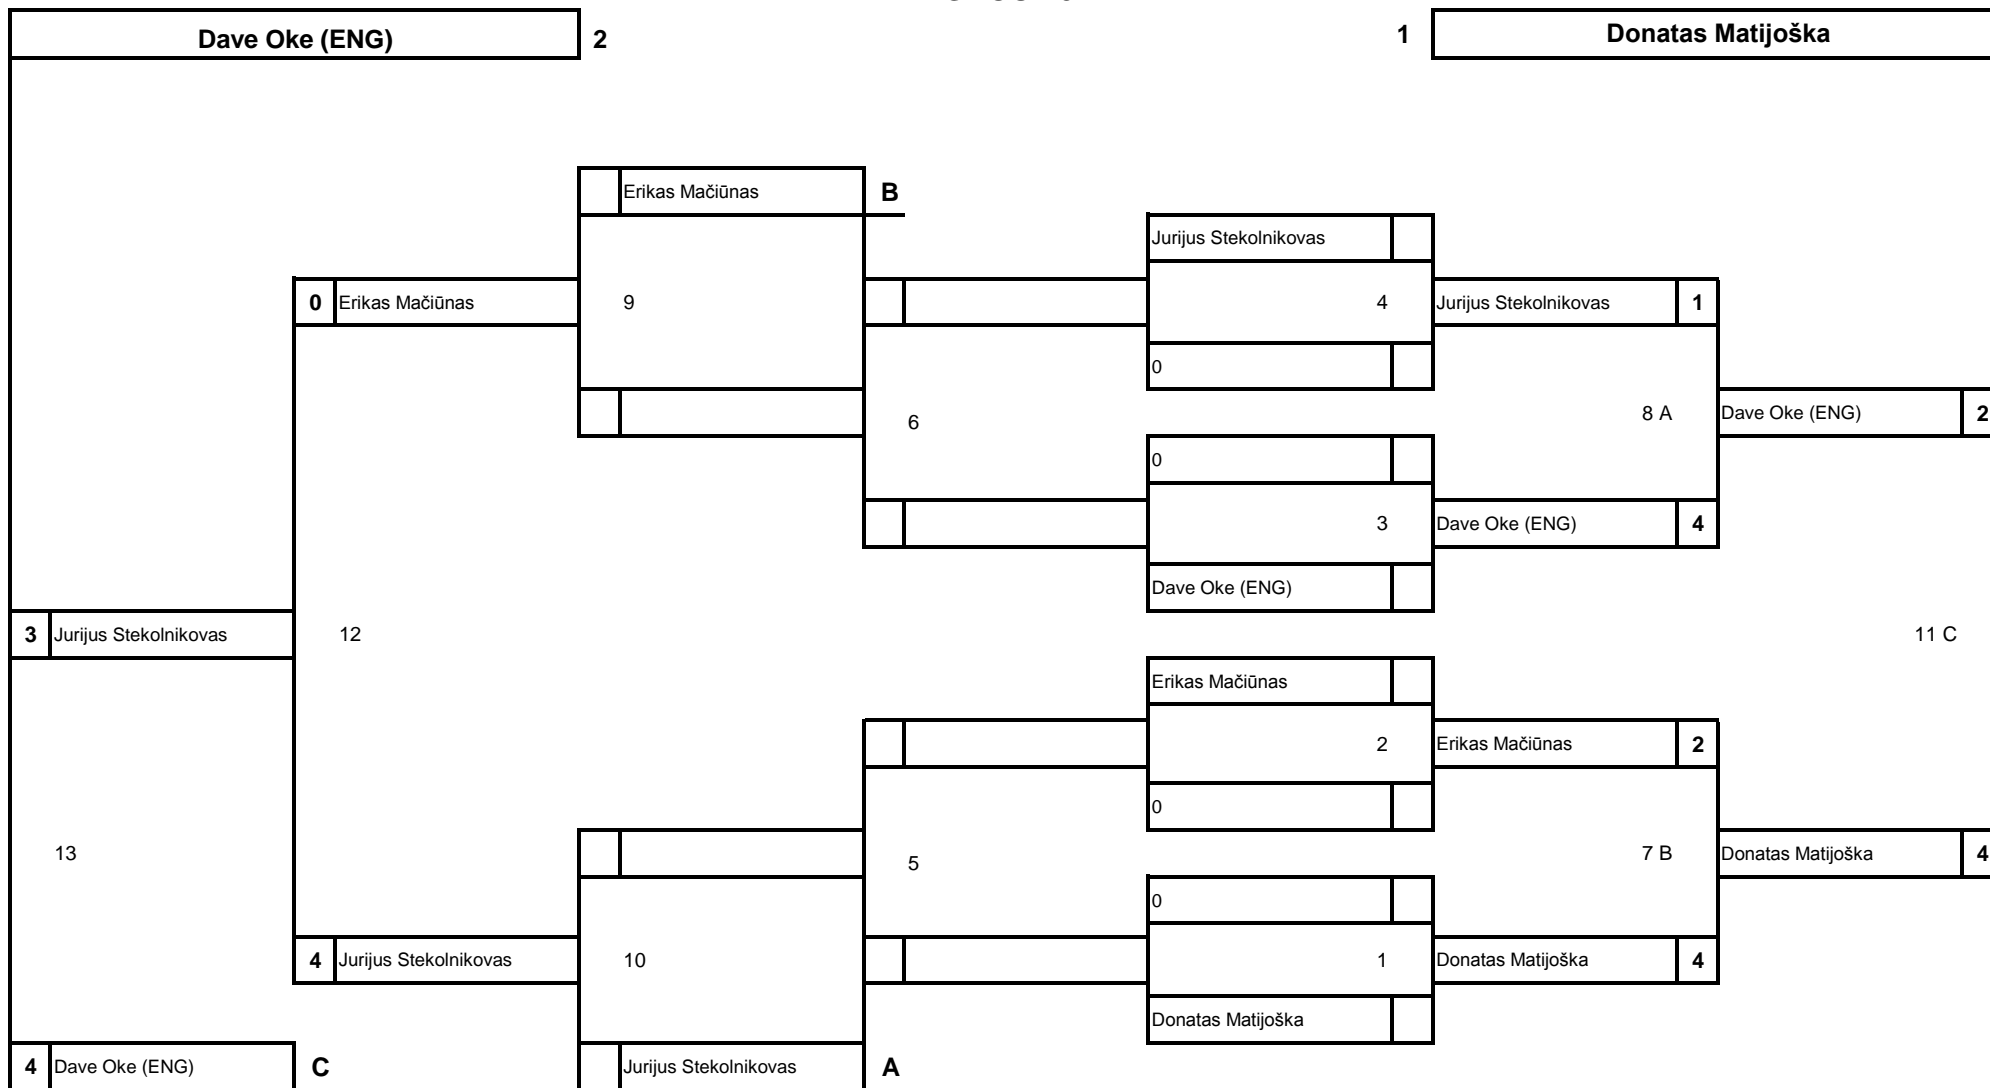 Dave Oke (ENG) 2 1 Donatas Matijoška
Erikas Mačiūnas B
Jurijus Stekolnikovas
0 Erikas Mačiūnas 9 4 Jurijus Stekolnikovas 1
0
6 8 A Dave Oke (ENG) 2
0
3 Dave Oke (ENG) 4
Dave Oke (ENG)
3 Jurijus Stekolnikovas 12 11 C
Erikas Mačiūnas
2 Erikas Mačiūnas 2
0
13 5 7 B Donatas Matijoška 4
0
4 Jurijus Stekolnikovas 10 1 Donatas Matijoška 4
Donatas Matijoška
4 Dave Oke (ENG) C Jurijus Stekolnikovas A